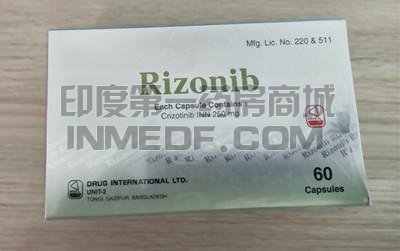 Mfg. Lic. No. 220 & 511
Rizonib
Each Capsule Contains
Crizotinib INN 250 mg
印度第一药房商城
INMEDF.COM
Rizonib
DRUG INTERNATIONAL LTD.
UNIT-2
TONGI, GAZIPUR, BANGLADESH
60
Capsules